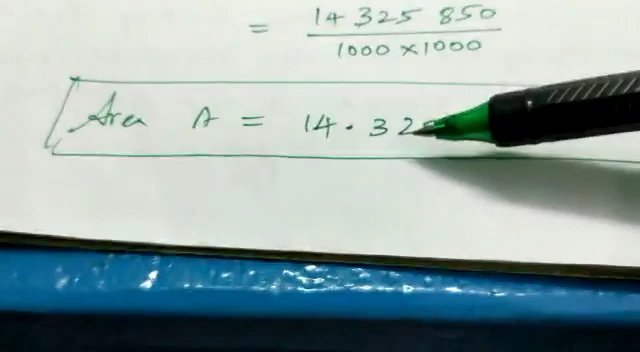 = 14 325 850
1000 × 1000
Area A = 14.32